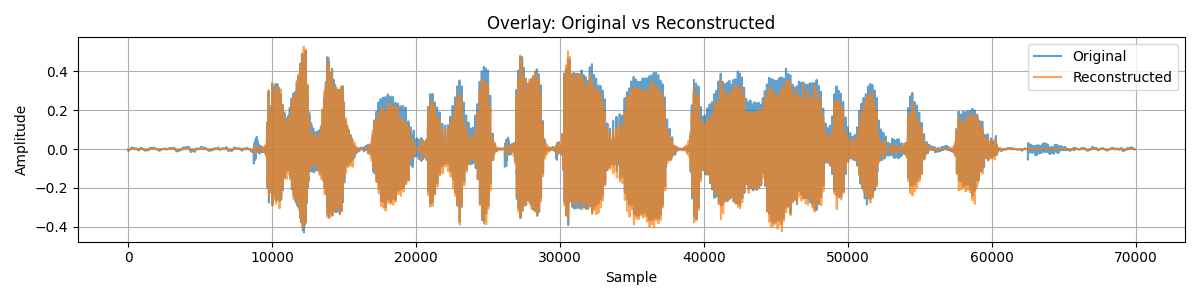 Overlay: Original vs Reconstructed
Original
Reconstructed
Amplitude
0.4
0.2
0.0
−0.2
−0.4
0 10000 20000 30000 40000 50000 60000 70000
Sample